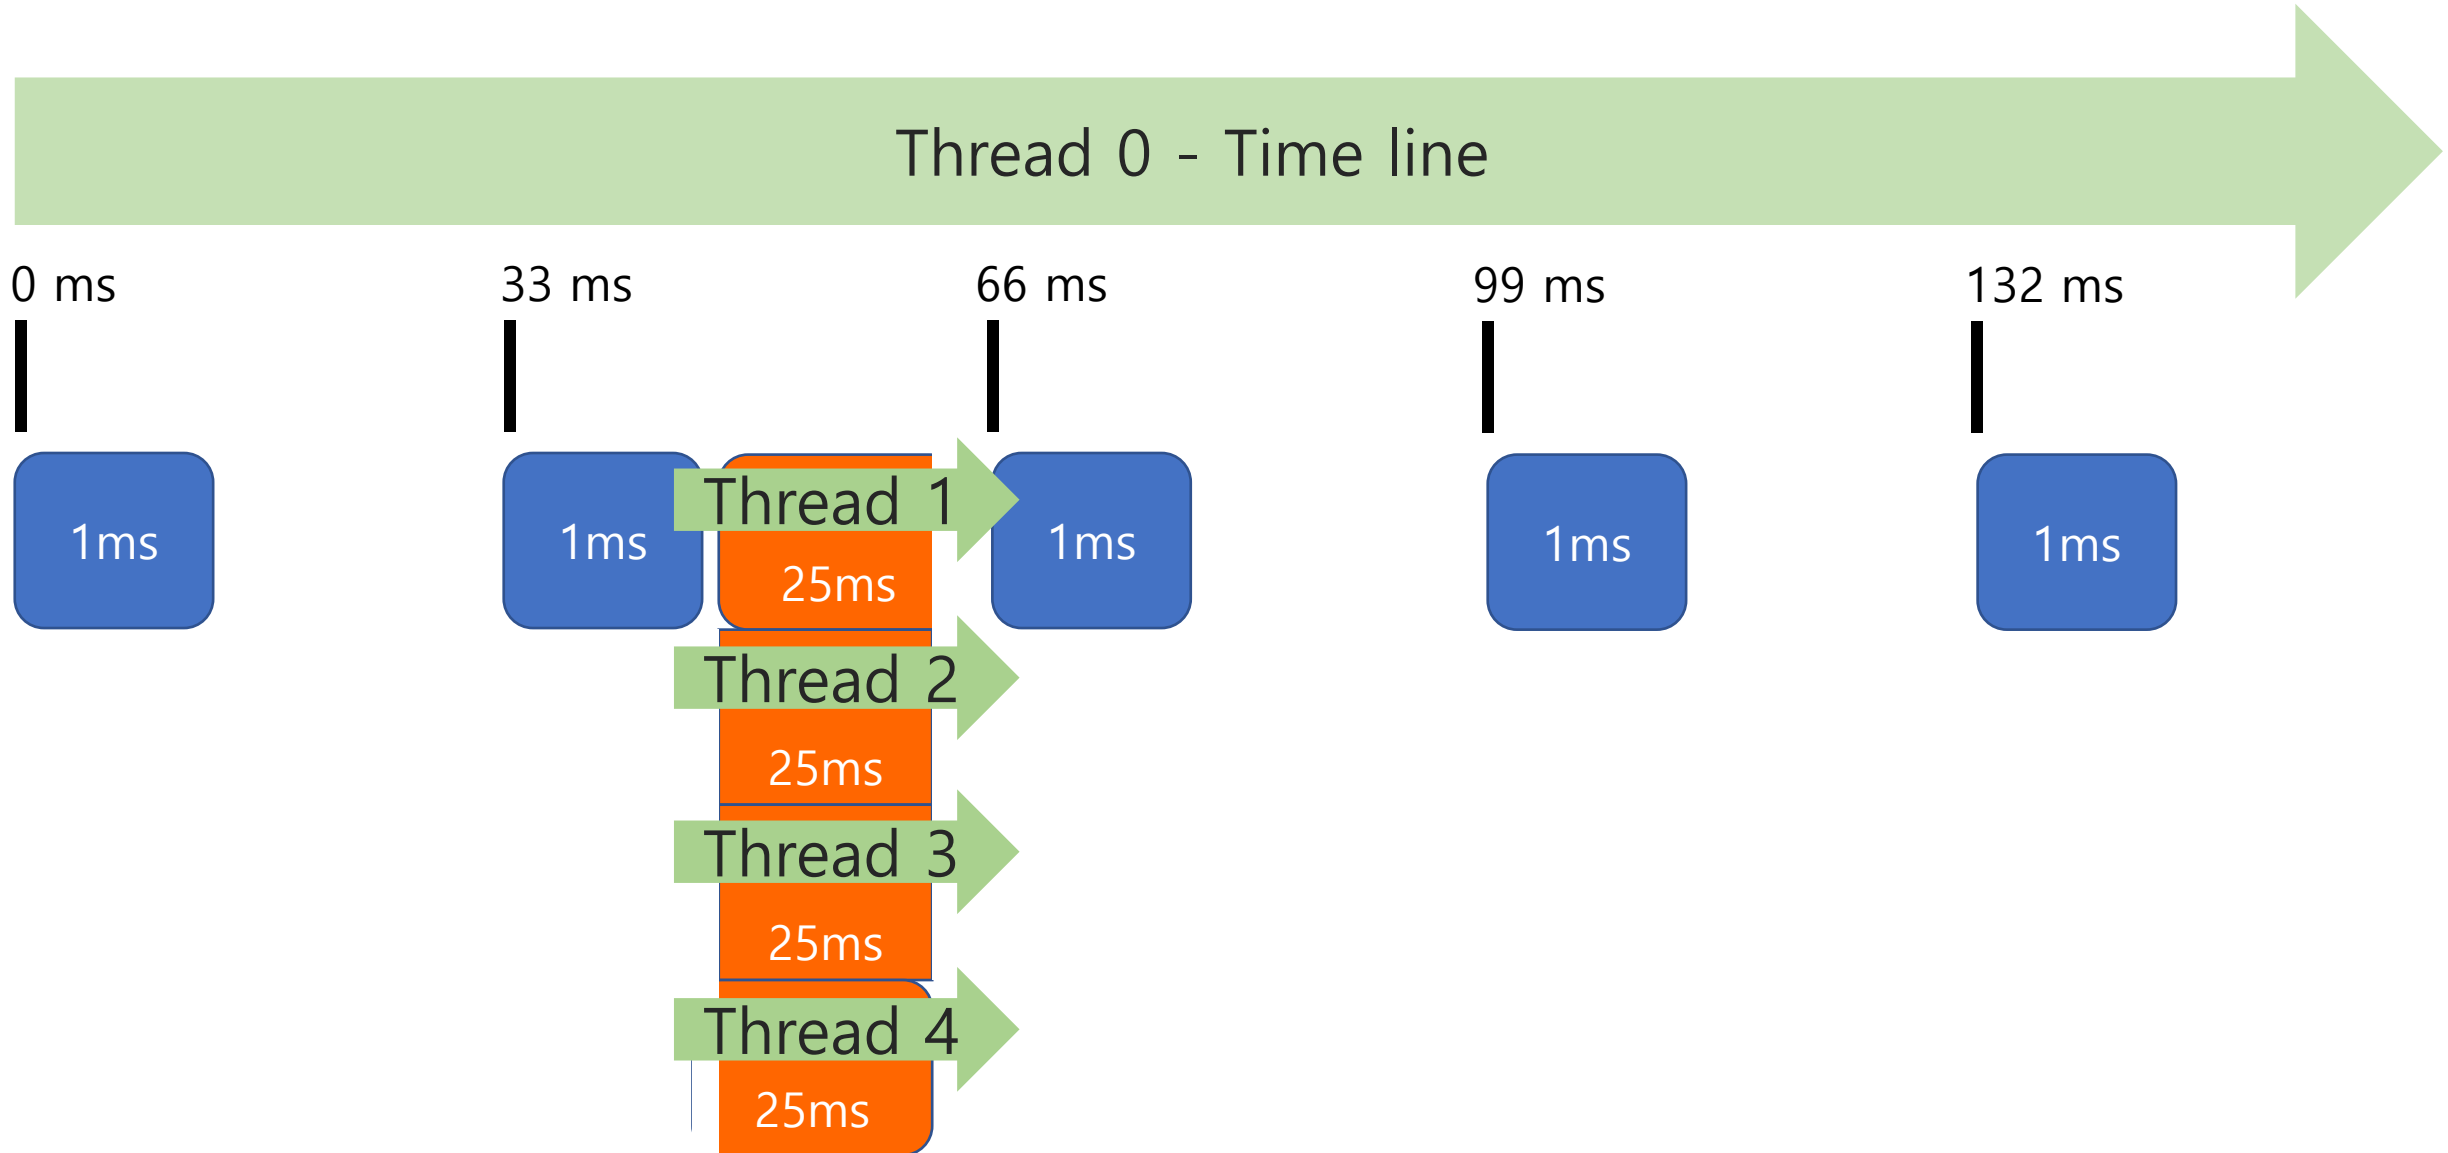 Thread 0 - Time line
0 ms
33 ms
66 ms
99 ms
132 ms
1ms
1ms
Thread 1
25ms
1ms
1ms
1ms
Thread 2
25ms
Thread 3
25ms
Thread 4
25ms